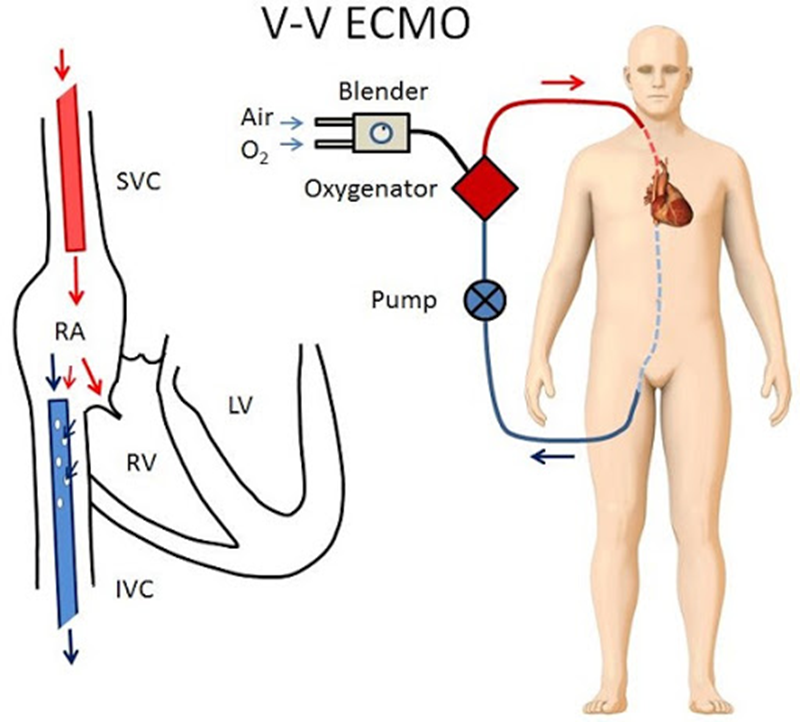 V-V ECMO
Blender
Air
O₂
Oxygenator
SVC
Pump
RA
LV
RV
IVC